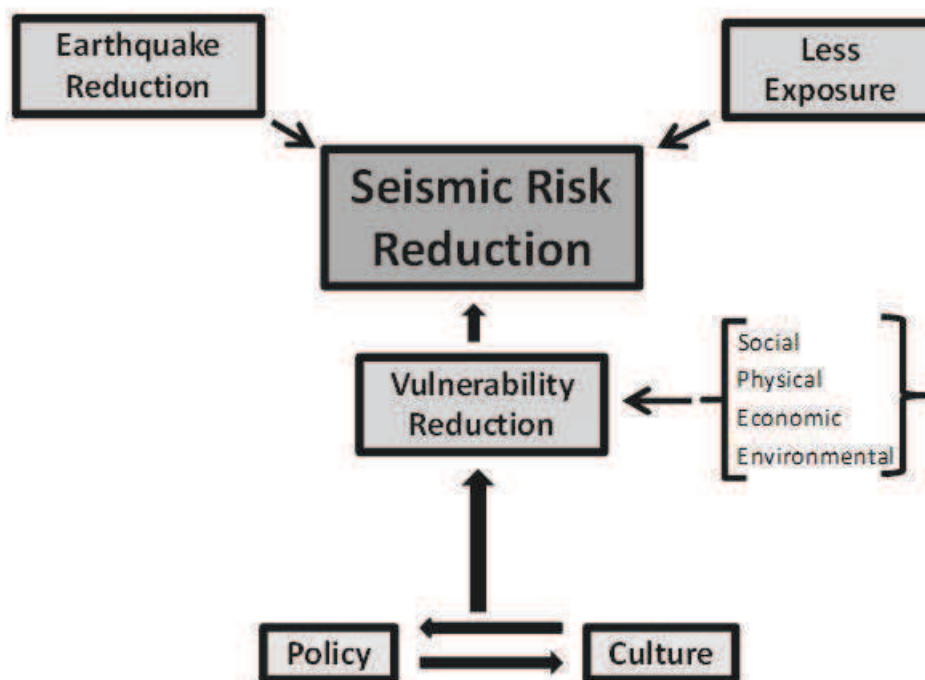 Earthquake
Reduction
Less
Exposure
Seismic Risk
Reduction
Vulnerability
Reduction
Social
Physical
Economic
Environmental
Policy
Culture